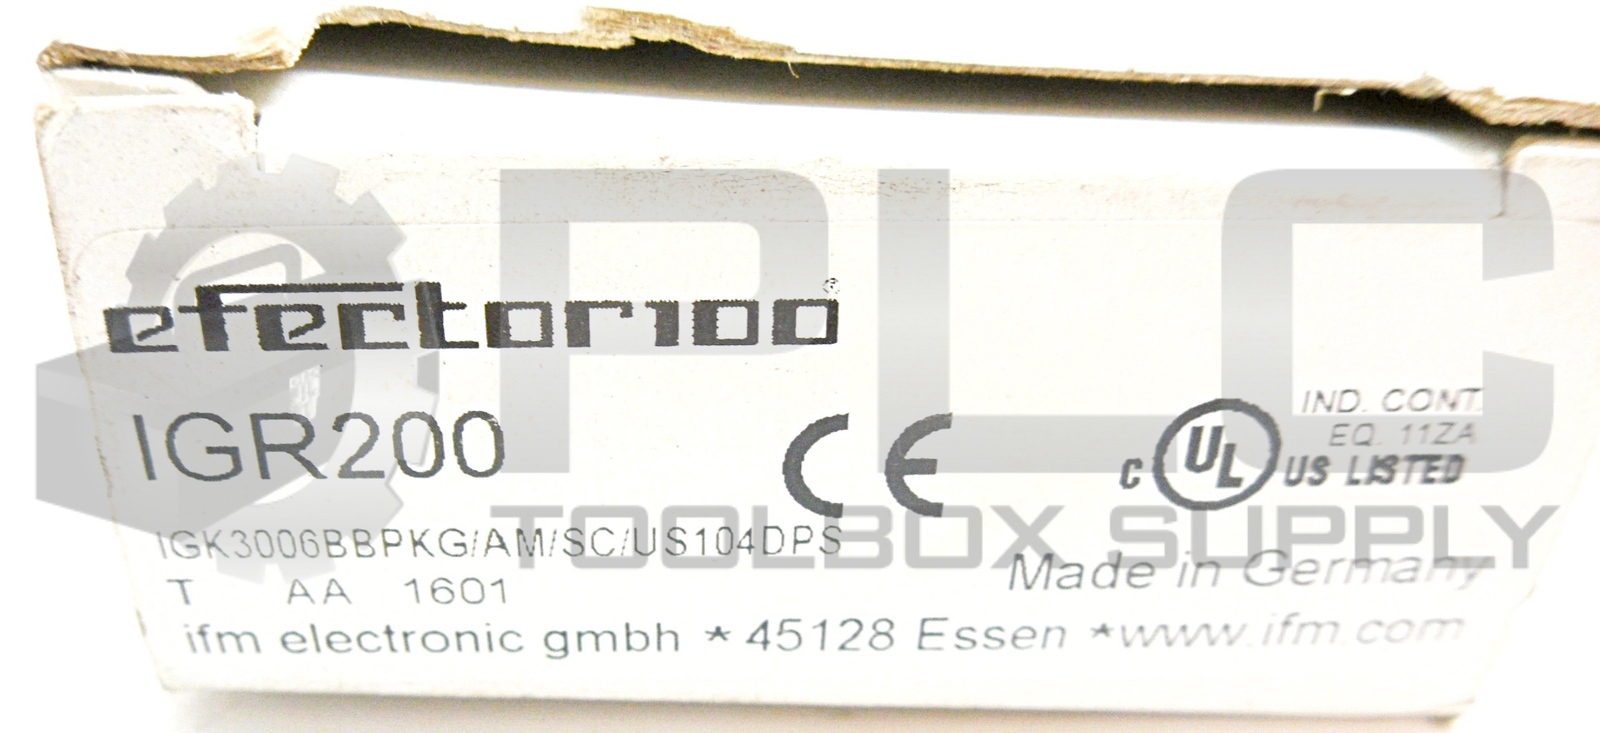 efector100®
IGR200
IGK3006BBPKG/AM/SC/US104DPS
T AA 1601
ifm electronic gmbh * 45128 Essen *www.ifm.com
CE
C UL US LISTED
IND. CONT.
EQ. 11ZA
Made in Germany
PLC
TOOLBOX SUPPLY